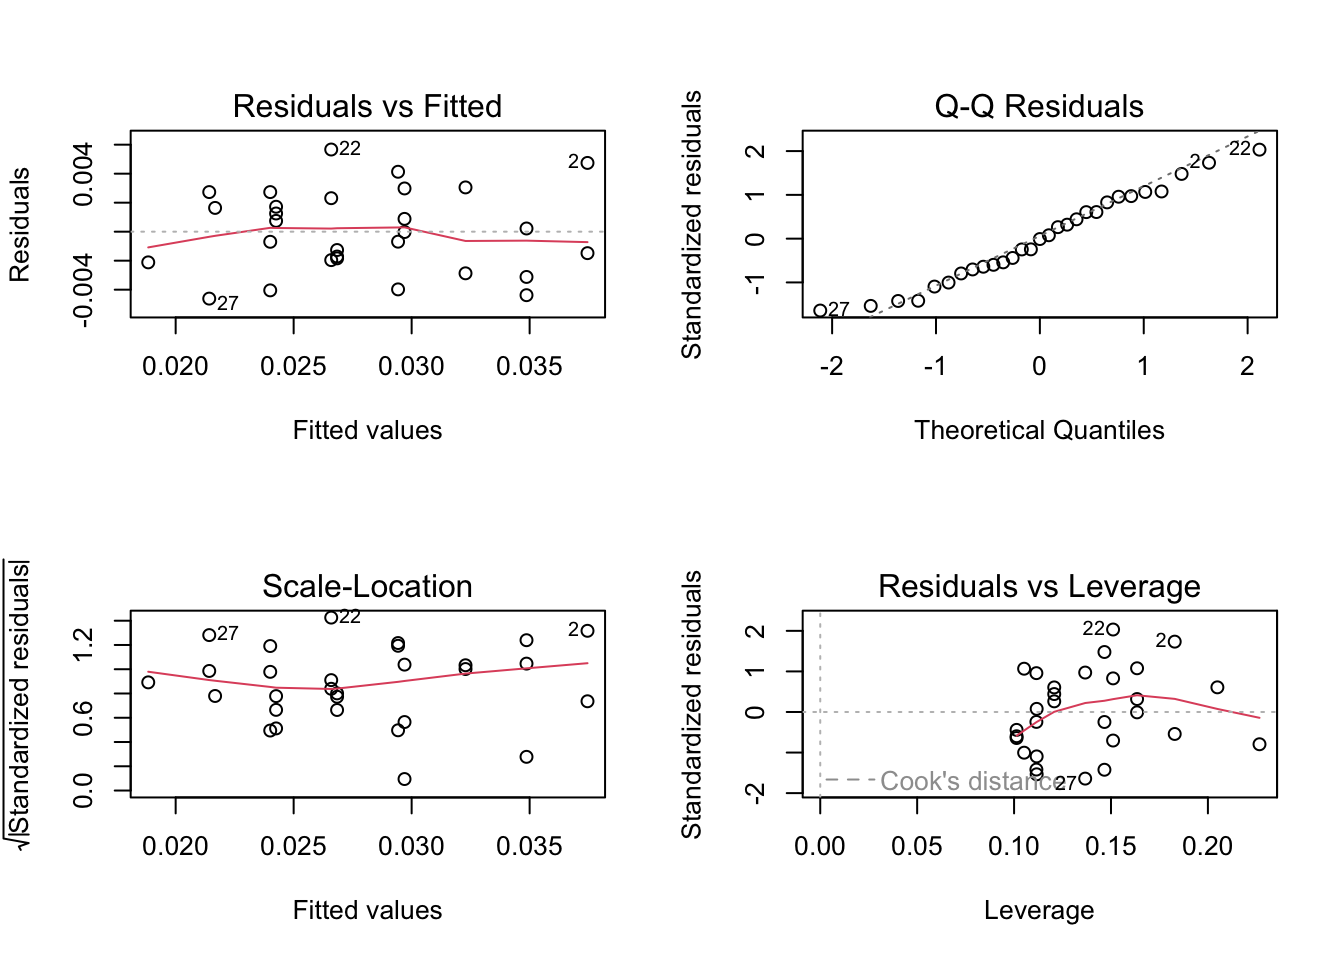 Residuals vs Fitted
Residuals
0.004
-0.004
22
2
27
0.020 0.025 0.030 0.035
Fitted values
Q-Q Residuals
Standardized residuals
2
1
0
-1
2 22
27
-2 -1 0 1 2
Theoretical Quantiles
Scale-Location
√|Standardized residuals|
1.2
0.6
0.0
22
27
2
0.020 0.025 0.030 0.035
Fitted values
Residuals vs Leverage
Standardized residuals
2
1
0
-2
22
2
Cook's distance
27
0.00 0.05 0.10 0.15 0.20
Leverage